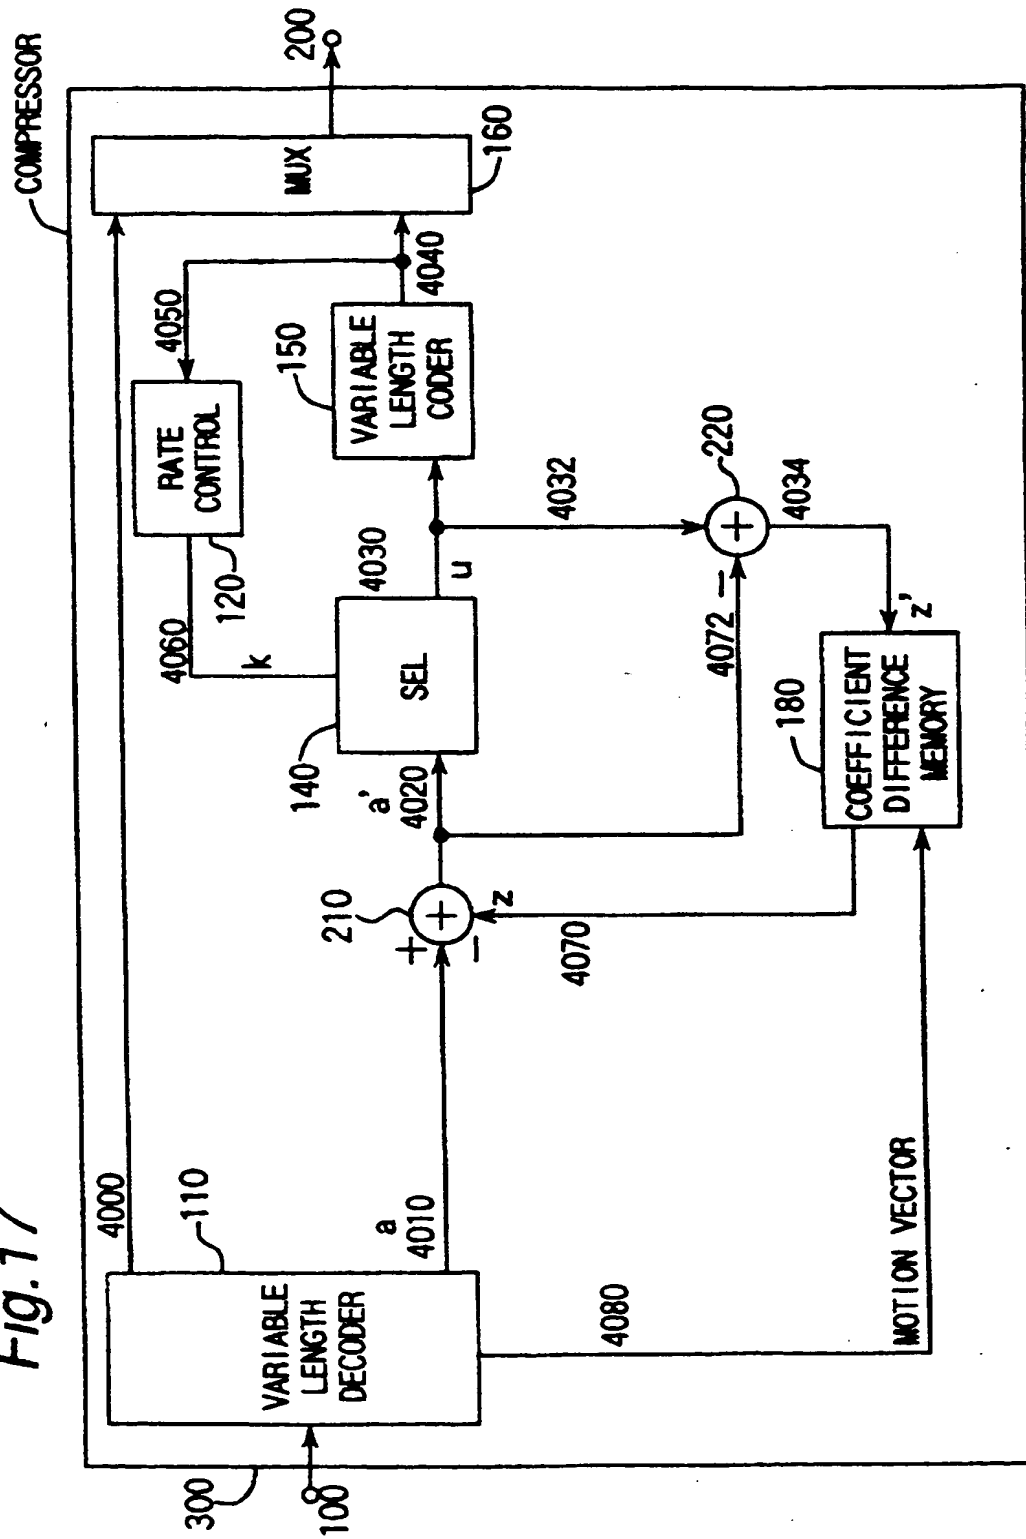 Fig.17
COMPRESSOR
300
100
200
VARIABLE
LENGTH
DECODER
110
4000
a
4010
4080
MOTION VECTOR
210
+
+
−
z
4070
a'
4020
140
SEL
k
4060
120
RATE
CONTROL
4050
4030
u
150
VARIABLE
LENGTH
CODER
4040
MUX
160
4032
220
+
−
4072
4034
z'
180
COEFFICIENT
DIFFERENCE
MEMORY